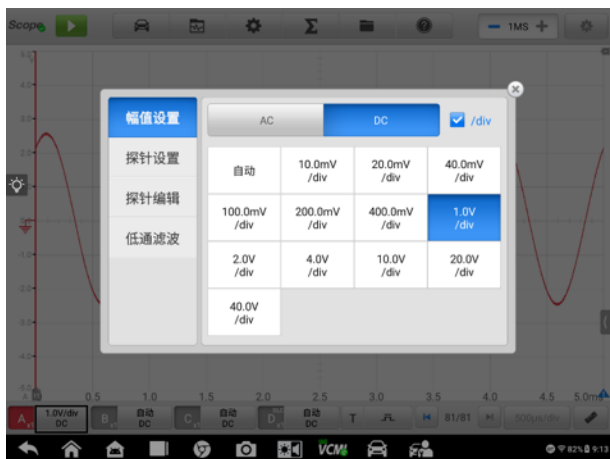 Scope
Σ
1MS
幅值设置
探针设置
探针编辑
低通滤波
AC
DC
/div
自动
10.0mV
/div
20.0mV
/div
40.0mV
/div
100.0mV
/div
200.0mV
/div
400.0mV
/div
1.0V
/div
2.0V
/div
4.0V
/div
10.0V
/div
20.0V
/div
40.0V
/div
0.5
1.0
1.5
2.0
2.5
3.0
3.5
4.0
4.5
5.0ms
A
1.0V/div
DC
B
自动
DC
C
自动
DC
D
自动
DC
T
81/81
500μs/div
VCMI
82%
9:13